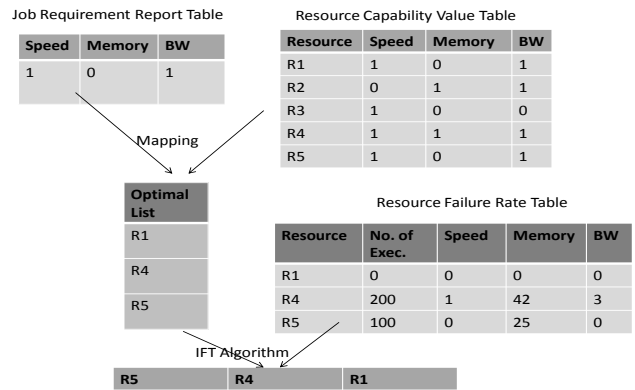 Job Requirement Report Table
Speed Memory BW
1 0 1
Resource Capability Value Table
Resource Speed Memory BW
R1 1 0 1
R2 0 1 1
R3 1 0 0
R4 1 1 1
R5 1 0 1
Mapping
Optimal
List
R1
R4
R5
Resource Failure Rate Table
Resource No. of Speed Memory BW
Exec.
R1 0 0 0 0
R4 200 1 42 3
R5 100 0 25 0
IFT Algorithm
R5 R4 R1